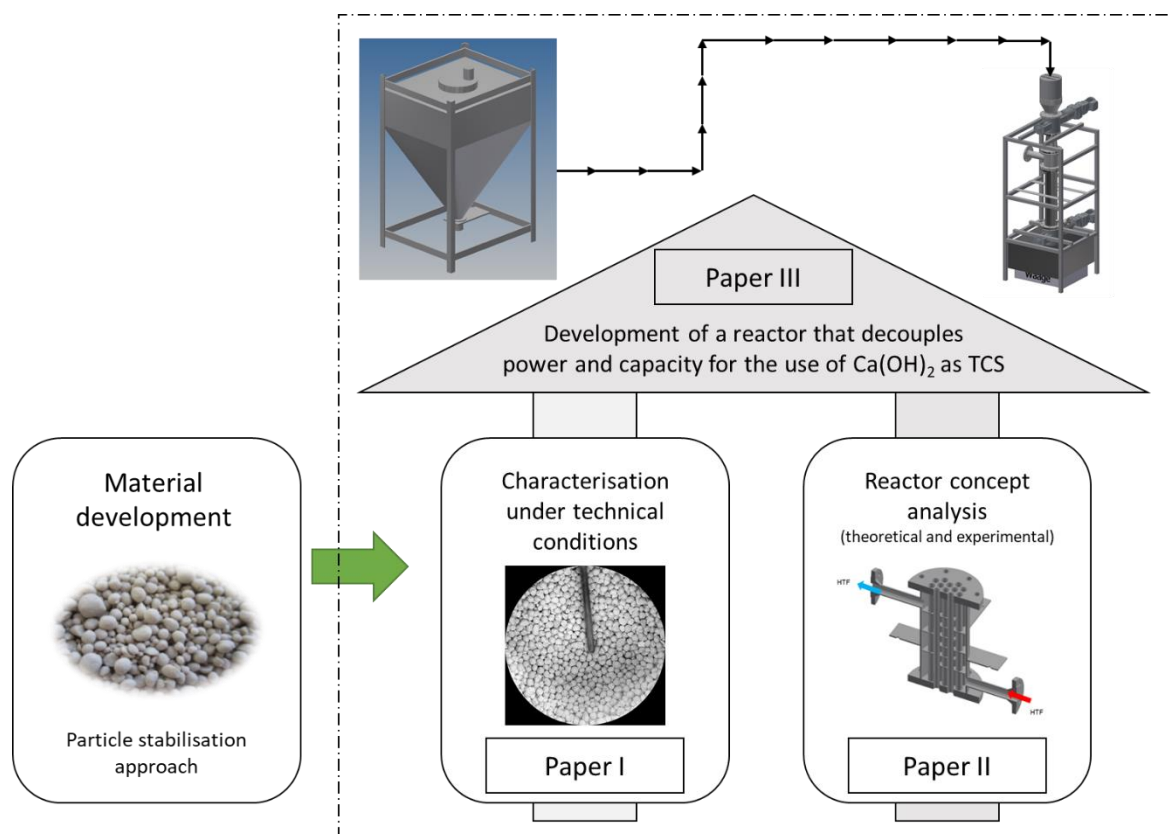 Waage
Paper III
Development of a reactor that decouples
power and capacity for the use of Ca(OH)₂ as TCS
Material
development
Particle stabilisation
approach
Characterisation
under technical
conditions
Paper I
Reactor concept
analysis
(theoretical and experimental)
HTF
HTF
Paper II